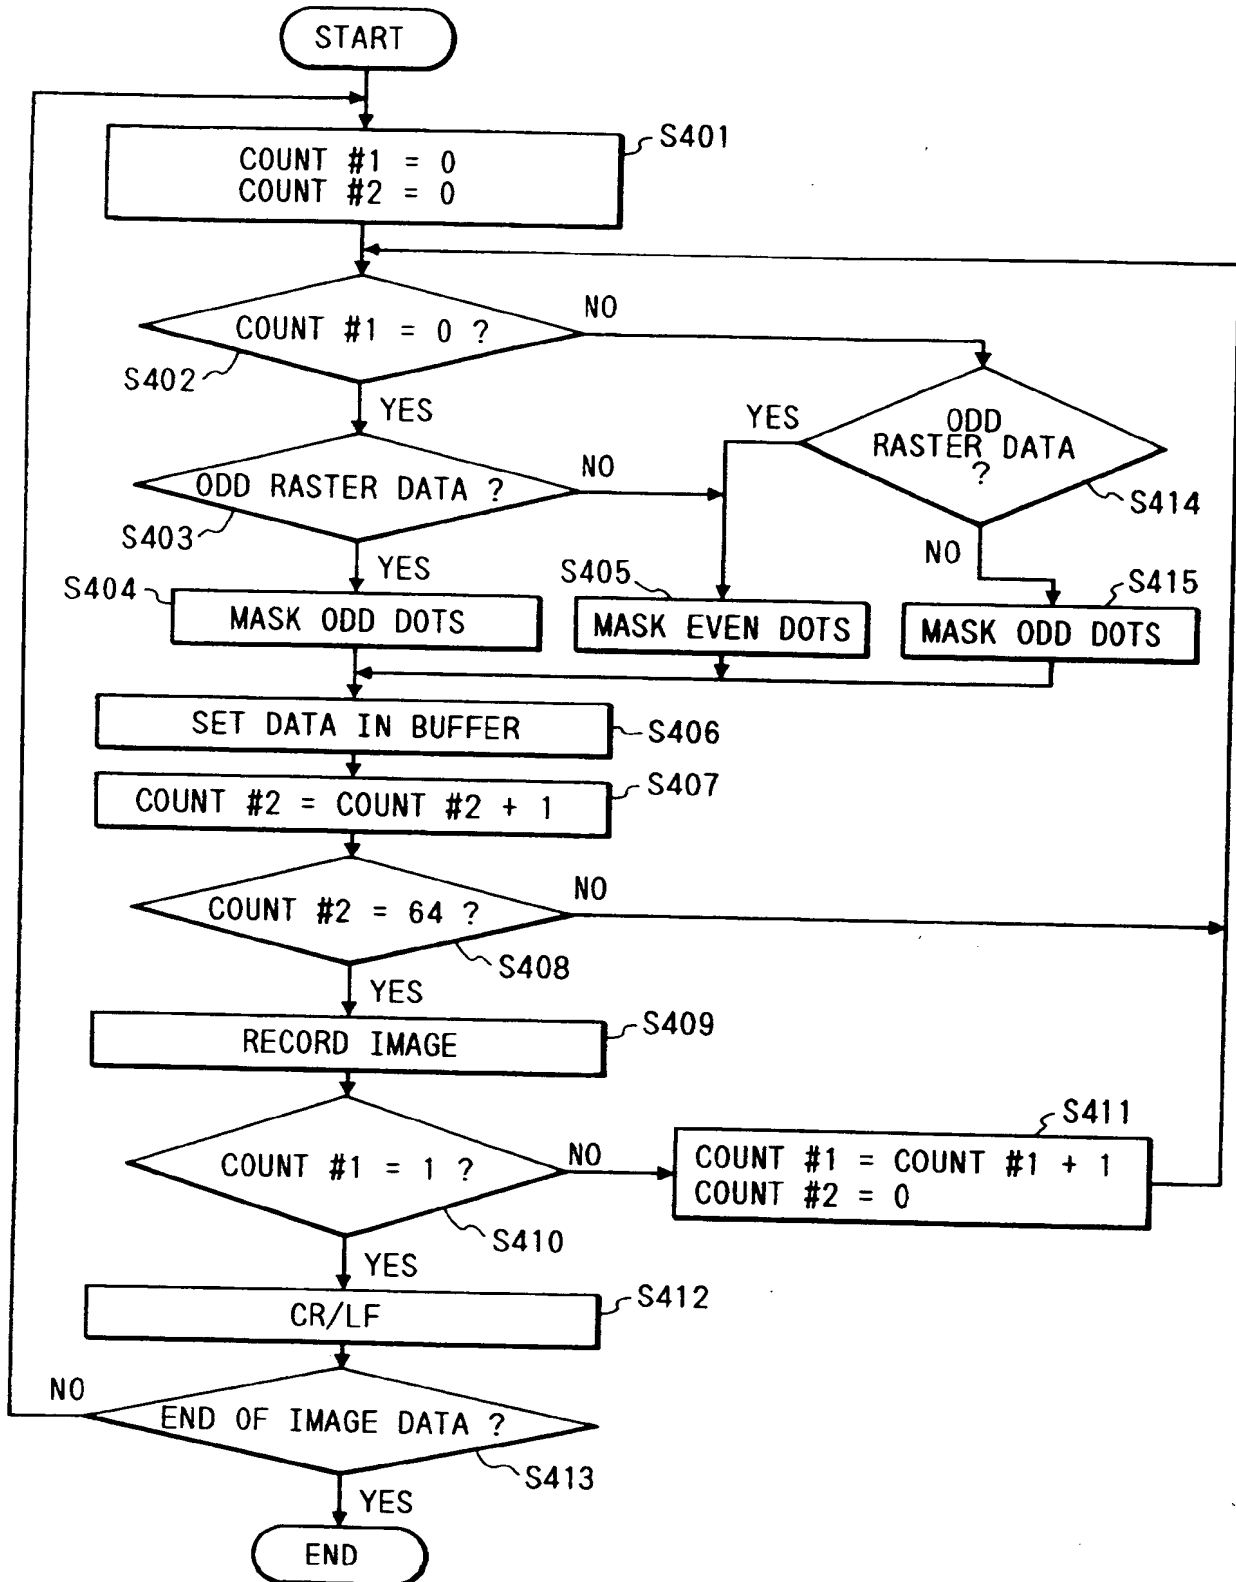 START
S401
COUNT #1 = 0
COUNT #2 = 0
COUNT #1 = 0 ?
NO
S402
YES
ODD
RASTER DATA
?
YES
S414
NO
ODD RASTER DATA ?
NO
S403
YES
S404
MASK ODD DOTS
S405
MASK EVEN DOTS
S415
MASK ODD DOTS
SET DATA IN BUFFER
S406
S407
COUNT #2 = COUNT #2 + 1
COUNT #2 = 64 ?
NO
S408
YES
S409
RECORD IMAGE
COUNT #1 = 1 ?
NO
S410
YES
S411
COUNT #1 = COUNT #1 + 1
COUNT #2 = 0
S412
CR/LF
END OF IMAGE DATA ?
NO
S413
YES
END